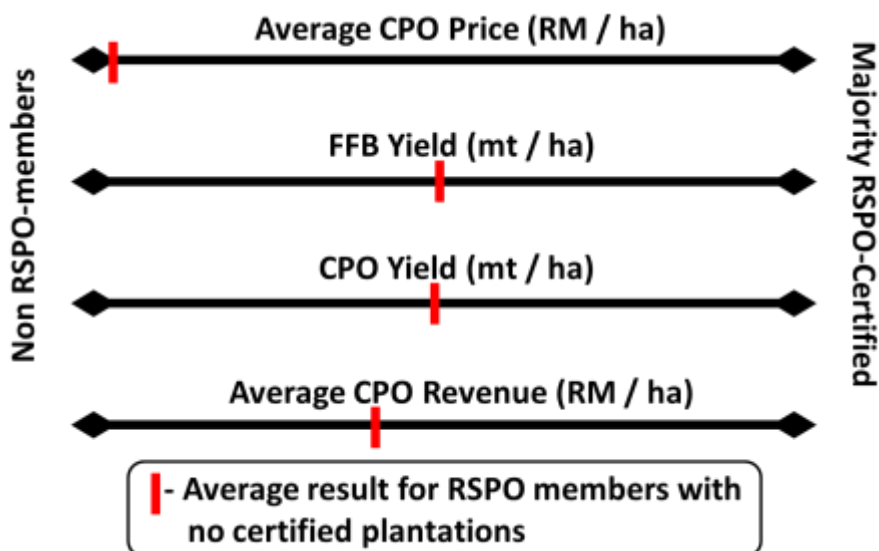 Average CPO Price (RM / ha)
Non RSPO-members
Majority RSPO-Certified
FFB Yield (mt / ha)
CPO Yield (mt / ha)
Average CPO Revenue (RM / ha)
- Average result for RSPO members with
no certified plantations